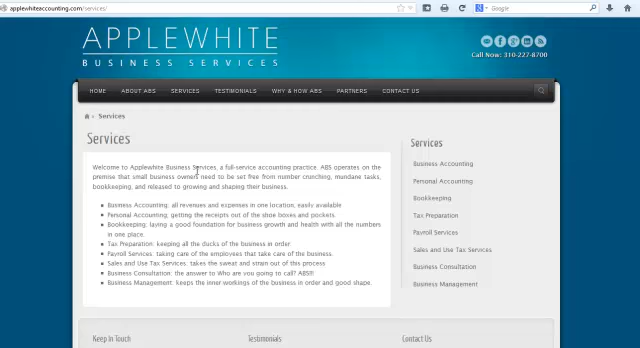 applewhiteaccounting.com/services/
Google
APPLEWHITE
BUSINESS SERVICES
Call Now: 310-227-8700
HOME ABOUT ABS SERVICES TESTIMONIALS WHY & HOW ABS PARTNERS CONTACT US
Services
Services
Welcome to Applewhite Business Services, a full-service accounting practice. ABS operates on the
premise that small business owners need to be set free from number crunching, mundane tasks,
bookkeeping, and released to growing and shaping their business.
Business Accounting: all revenues and expenses in one location, easily available
Personal Accounting: getting the receipts out of the shoe boxes and pockets.
Bookkeeping: laying a good foundation for business growth and health with all the numbers
in one place.
Tax Preparation: keeping all the ducks of the business in order
Payroll Services: taking care of the employees that take care of the business.
Sales and Use Tax Services: takes the sweat and strain out of this process
Business Consultation: the answer to Who are you going to call? ABS!!!
Business Management: keeps the inner workings of the business in order and good shape.
Services
Business Accounting
Personal Accounting
Bookkeeping
Tax Preparation
Payroll Services
Sales and Use Tax Services
Business Consultation
Business Management
Keep In Touch
Testimonials
Contact Us